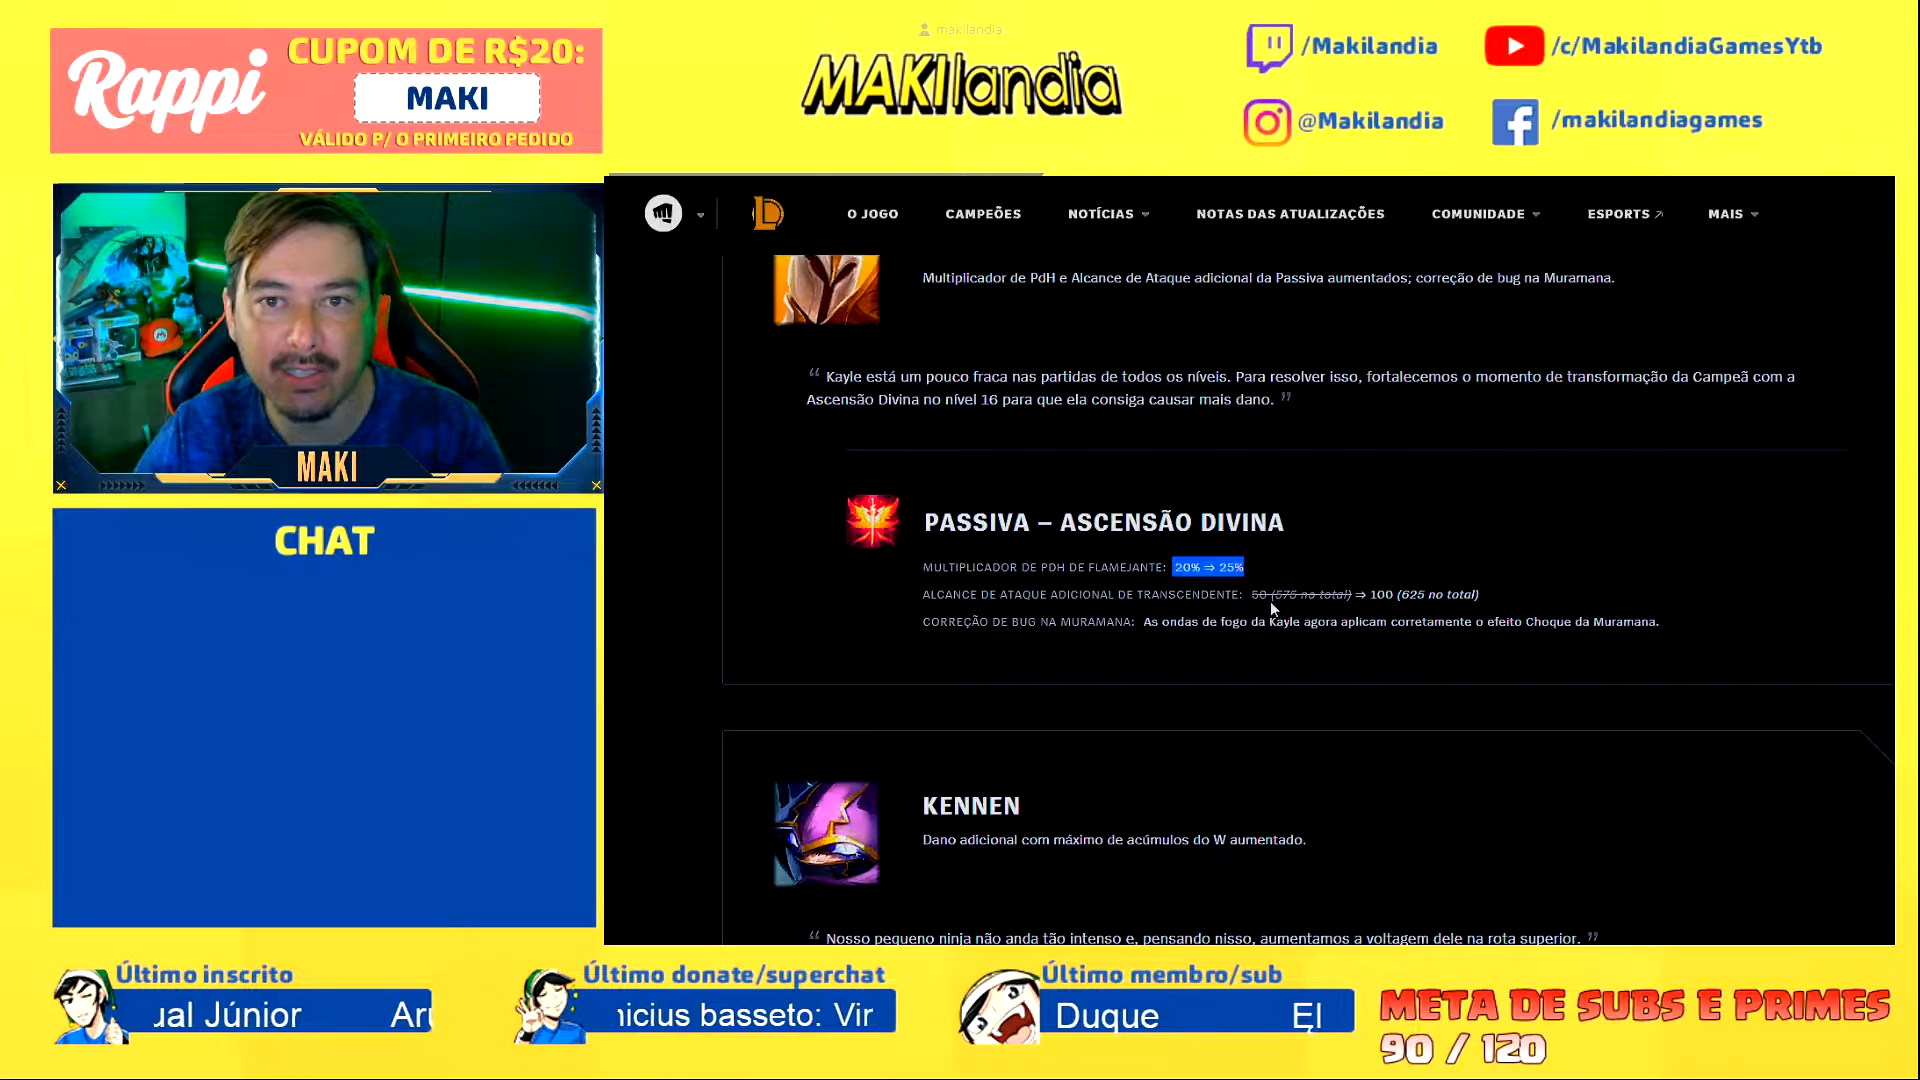 makilandia
Rappi
CUPOM DE R$20:
MAKI
VÁLIDO P/ O PRIMEIRO PEDIDO
MAKIlandia
/Makilandia
/c/MakilandiaGamesYtb
@Makilandia
/makilandiagames
MAKI
CHAT
O JOGO
CAMPEÕES
NOTÍCIAS
NOTAS DAS ATUALIZAÇÕES
COMUNIDADE
ESPORTS
MAIS
Multiplicador de PdH e Alcance de Ataque adicional da Passiva aumentados; correção de bug na Muramana.
“ Kayle está um pouco fraca nas partidas de todos os níveis. Para resolver isso, fortalecemos o momento de transformação da Campeã com a
Ascensão Divina no nível 16 para que ela consiga causar mais dano. ”
PASSIVA – ASCENSÃO DIVINA
MULTIPLICADOR DE PDH DE FLAMEJANTE: 20% ⇒ 25%
ALCANCE DE ATAQUE ADICIONAL DE TRANSCENDENTE: 50 (575 no total) ⇒ 100 (625 no total)
CORREÇÃO DE BUG NA MURAMANA: As ondas de fogo da Kayle agora aplicam corretamente o efeito Choque da Muramana.
KENNEN
Dano adicional com máximo de acúmulos do W aumentado.
“ Nosso pequeno ninja não anda tão intenso e, pensando nisso, aumentamos a voltagem dele na rota superior. ”
Último inscrito
ual Júnior
Último donate/superchat
nicius basseto: Vir
Último membro/sub
Duque
META DE SUBS E PRIMES
90 / 120